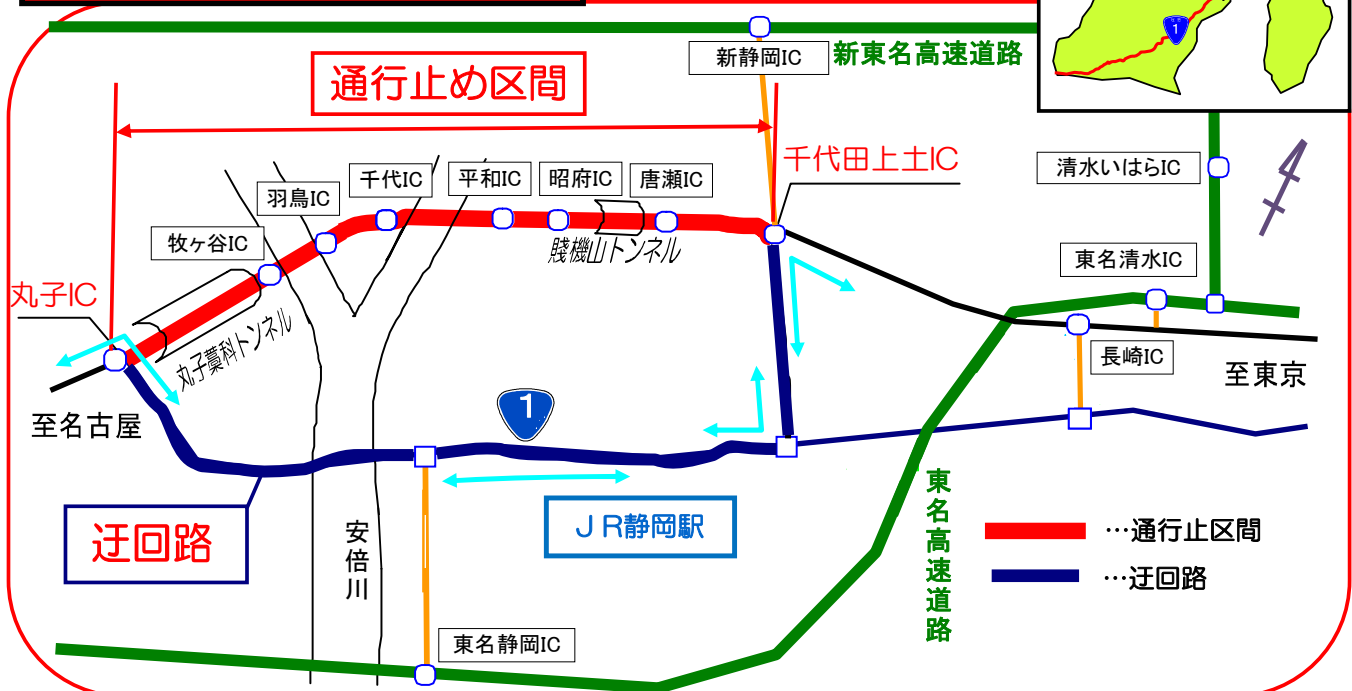 新静岡IC
新東名高速道路
1
通行止め区間
千代田上土IC
清水いはらIC
羽鳥IC
千代IC
平和IC
昭府IC
唐瀬IC
牧ヶ谷IC
賤機山トンネル
東名清水IC
丸子IC
丸子藁科トンネル
長崎IC
至東京
至名古屋
1
迂回路
安倍川
JR静岡駅
東名高速道路
…通行止区間
…迂回路
東名静岡IC